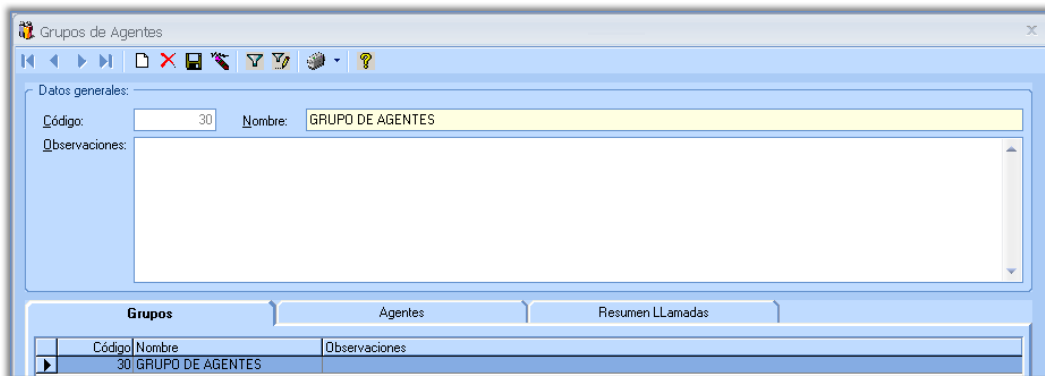 Grupos de Agentes
Datos generales:
Código: 30 Nombre: GRUPO DE AGENTES
Observaciones:
Grupos Agentes Resumen LLamadas
Código Nombre Observaciones
30 GRUPO DE AGENTES